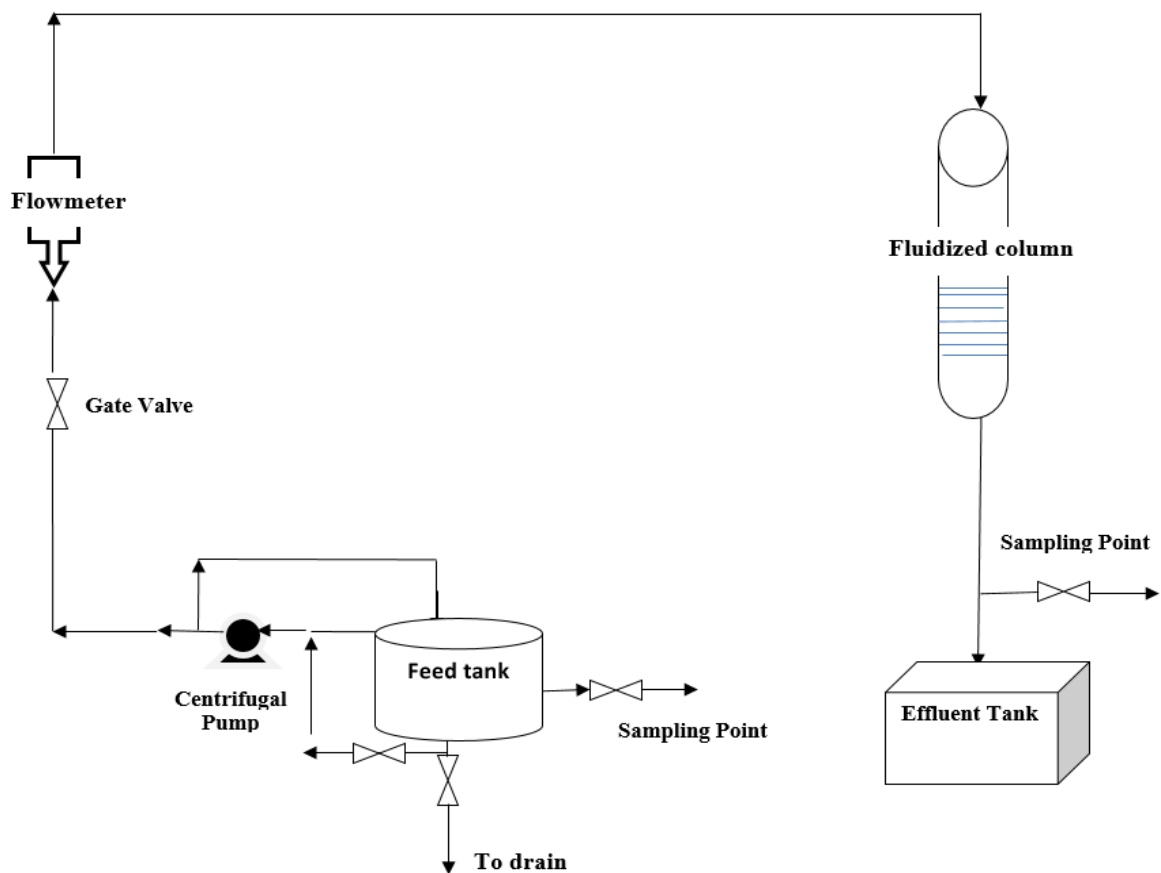 Flowmeter
Fluidized column
Gate Valve
Sampling Point
Feed tank
Centrifugal
Pump
Sampling Point
Effluent Tank
To drain